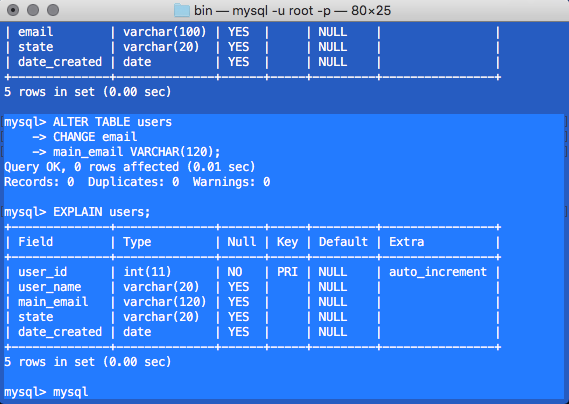 bin — mysql -u root -p — 80×25
| email        | varchar(100) | YES  |     | NULL    |                |
| state        | varchar(20)  | YES  |     | NULL    |                |
| date_created | date         | YES  |     | NULL    |                |
+--------------+--------------+------+-----+---------+----------------+
5 rows in set (0.00 sec)
mysql> ALTER TABLE users
    -> CHANGE email
    -> main_email VARCHAR(120);
Query OK, 0 rows affected (0.01 sec)
Records: 0  Duplicates: 0  Warnings: 0
mysql> EXPLAIN users;
+--------------+--------------+------+-----+---------+----------------+
| Field        | Type         | Null | Key | Default | Extra          |
+--------------+--------------+------+-----+---------+----------------+
| user_id      | int(11)      | NO   | PRI | NULL    | auto_increment |
| user_name    | varchar(20)  | YES  |     | NULL    |                |
| main_email   | varchar(120) | YES  |     | NULL    |                |
| state        | varchar(20)  | YES  |     | NULL    |                |
| date_created | date         | YES  |     | NULL    |                |
+--------------+--------------+------+-----+---------+----------------+
5 rows in set (0.00 sec)
mysql> mysql